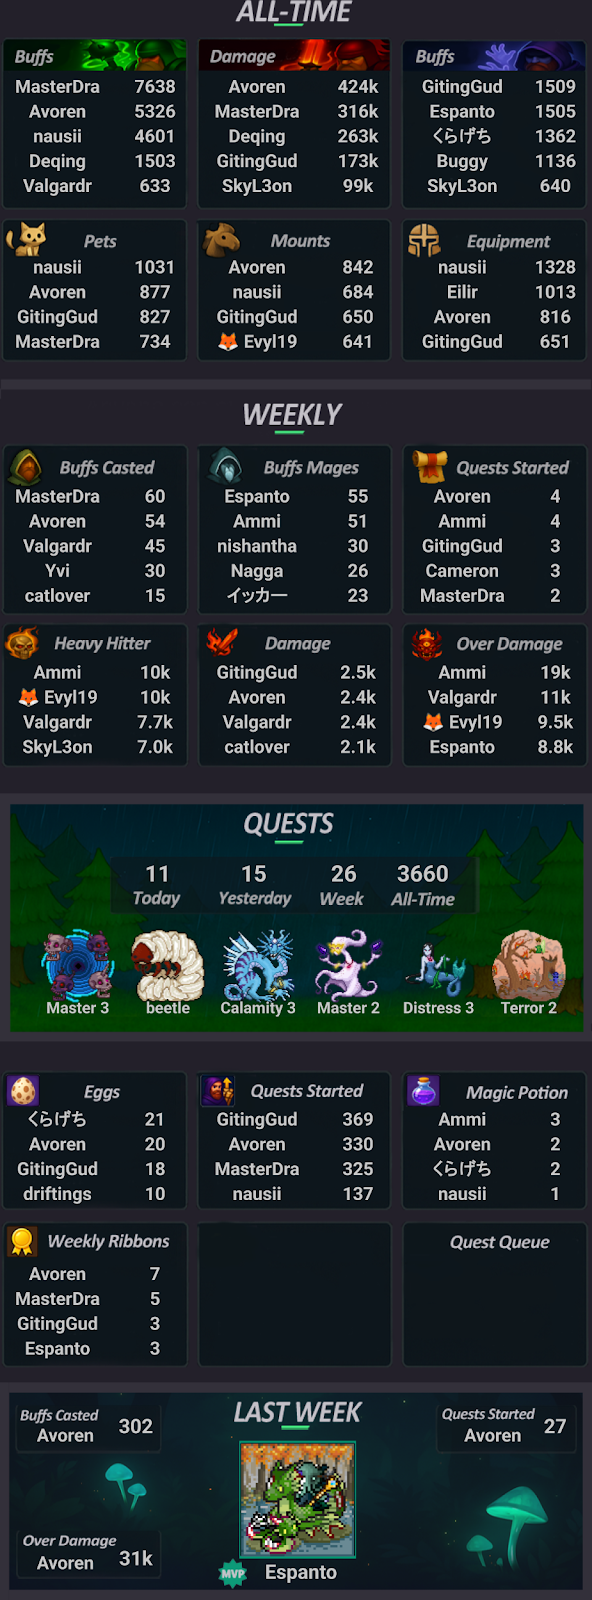 ALL-TIME
Buffs
MasterDra 7638
Avoren 5326
nausii 4601
Deqing 1503
Valgardr 633
Damage
Avoren 424k
MasterDra 316k
Deqing 263k
GitingGud 173k
SkyL3on 99k
Buffs
GitingGud 1509
Espanto 1505
くらげち 1362
Buggy 1136
SkyL3on 640
Pets
nausii 1031
Avoren 877
GitingGud 827
MasterDra 734
Mounts
Avoren 842
nausii 684
GitingGud 650
🦊 Evyl19 641
Equipment
nausii 1328
Eilir 1013
Avoren 816
GitingGud 651
WEEKLY
Buffs Casted
MasterDra 60
Avoren 54
Valgardr 45
Yvi 30
catlover 15
Buffs Mages
Espanto 55
Ammi 51
nishantha 30
Nagga 26
イッカー 23
Quests Started
Avoren 4
Ammi 4
GitingGud 3
Cameron 3
MasterDra 2
Heavy Hitter
Ammi 10k
🦊 Evyl19 10k
Valgardr 7.7k
SkyL3on 7.0k
Damage
GitingGud 2.5k
Avoren 2.4k
Valgardr 2.4k
catlover 2.1k
Over Damage
Ammi 19k
Valgardr 11k
🦊 Evyl19 9.5k
Espanto 8.8k
QUESTS
11 15 26 3660
Today Yesterday Week All-Time
Master 3 beetle Calamity 3 Master 2 Distress 3 Terror 2
Eggs
くらげち 21
Avoren 20
GitingGud 18
driftings 10
Quests Started
GitingGud 369
Avoren 330
MasterDra 325
nausii 137
Magic Potion
Ammi 3
Avoren 2
くらげち 2
nausii 1
Weekly Ribbons
Avoren 7
MasterDra 5
GitingGud 3
Espanto 3
Quest Queue
LAST WEEK
Buffs Casted
Avoren 302
Quests Started
Avoren 27
Over Damage
Avoren 31k
MVP Espanto